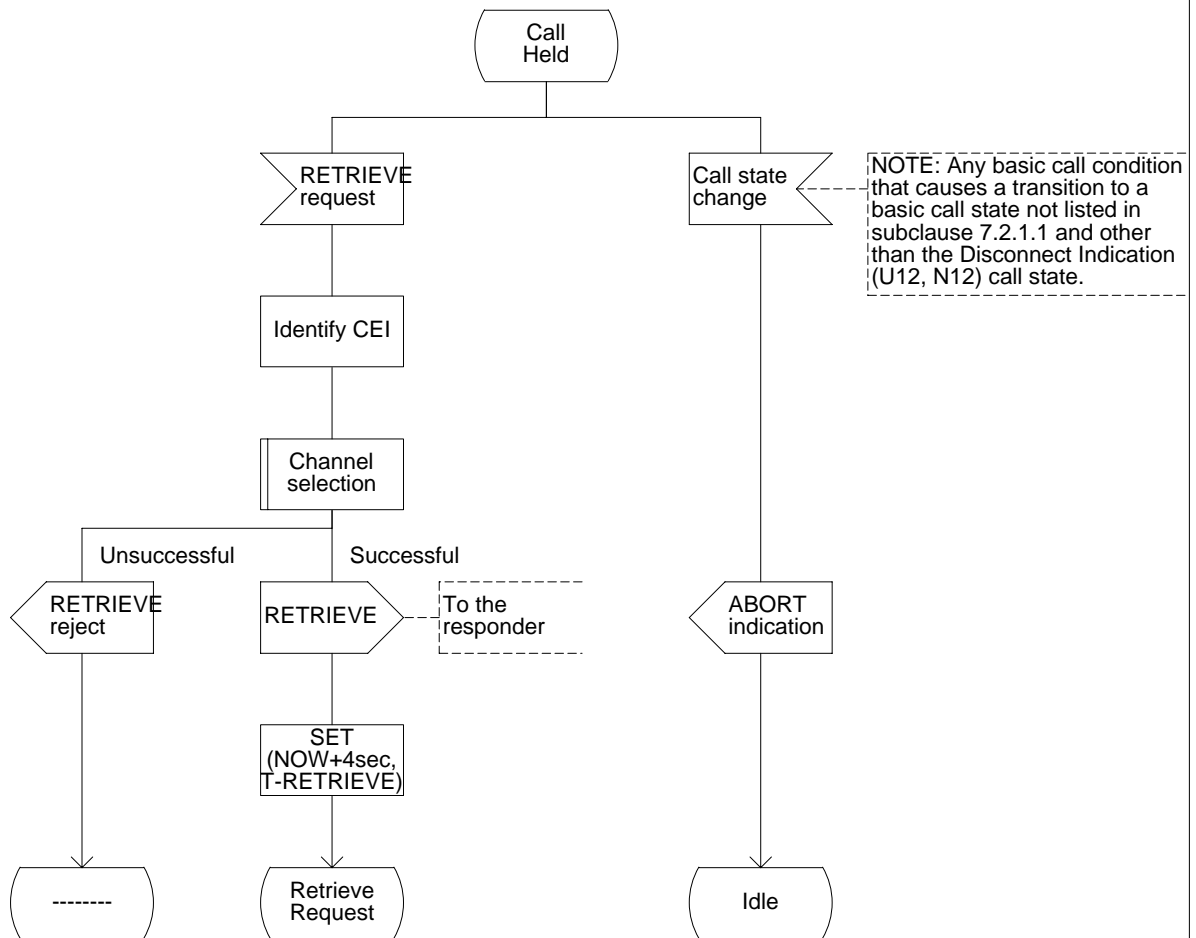 Call
Held
RETRIEVE
request
Call state
change
NOTE: Any basic call condition
that causes a transition to a
basic call state not listed in
subclause 7.2.1.1 and other
than the Disconnect Indication
(U12, N12) call state.
Identify CEI
Channel
selection
Unsuccessful
Successful
RETRIEVE
reject
RETRIEVE
To the
responder
ABORT
indication
SET
(NOW+4sec,
T-RETRIEVE)
--------
Retrieve
Request
Idle